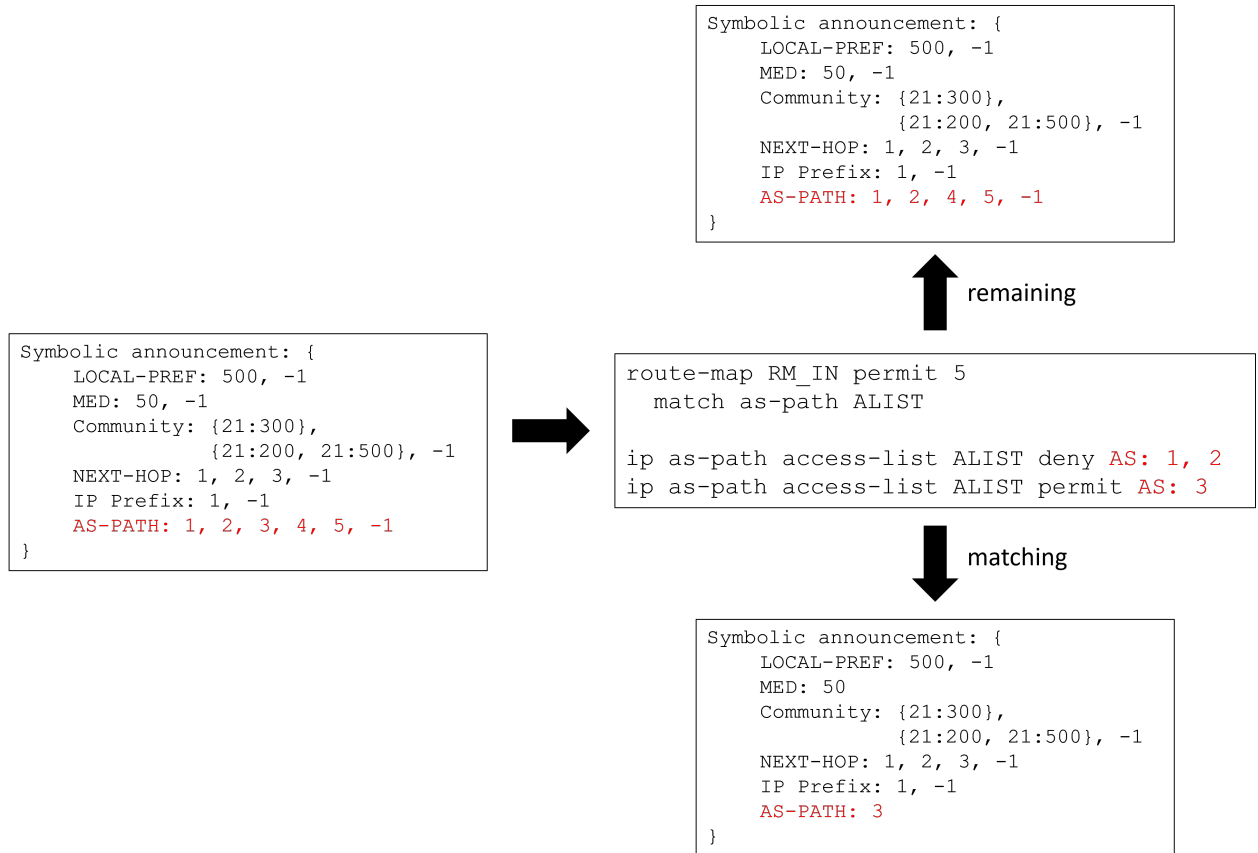 Symbolic announcement: {
LOCAL-PREF: 500, -1
MED: 50, -1
Community: {21:300},
{21:200, 21:500}, -1
NEXT-HOP: 1, 2, 3, -1
IP Prefix: 1, -1
AS-PATH: 1, 2, 4, 5, -1
}
remaining
Symbolic announcement: {
LOCAL-PREF: 500, -1
MED: 50, -1
Community: {21:300},
{21:200, 21:500}, -1
NEXT-HOP: 1, 2, 3, -1
IP Prefix: 1, -1
AS-PATH: 1, 2, 3, 4, 5, -1
}
route-map RM_IN permit 5
match as-path ALIST
ip as-path access-list ALIST deny AS: 1, 2
ip as-path access-list ALIST permit AS: 3
matching
Symbolic announcement: {
LOCAL-PREF: 500, -1
MED: 50
Community: {21:300},
{21:200, 21:500}, -1
NEXT-HOP: 1, 2, 3, -1
IP Prefix: 1, -1
AS-PATH: 3
}